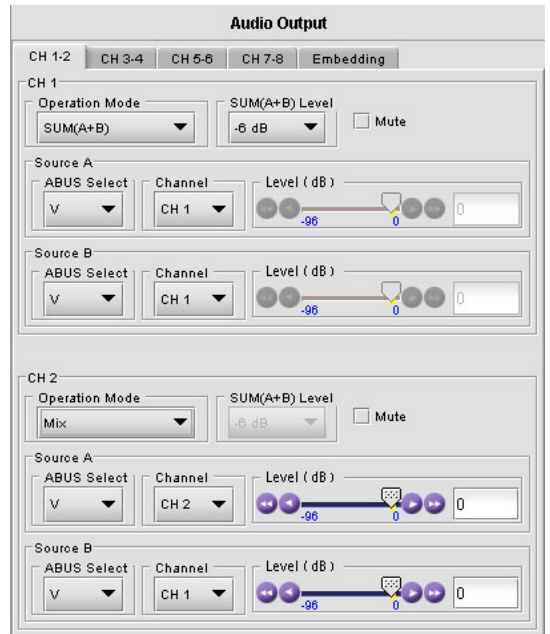 Audio Output
CH 1-2 CH 3-4 CH 5-6 CH 7-8 Embedding
CH 1
Operation Mode SUM(A+B) Level
SUM(A+B) -6 dB Mute
Source A
ABUS Select Channel Level ( dB )
V CH 1 0
-96 0
Source B
ABUS Select Channel Level ( dB )
V CH 1 0
-96 0
CH 2
Operation Mode SUM(A+B) Level
Mix -6 dB Mute
Source A
ABUS Select Channel Level ( dB )
V CH 2 0
-96 0
Source B
ABUS Select Channel Level ( dB )
V CH 1 0
-96 0